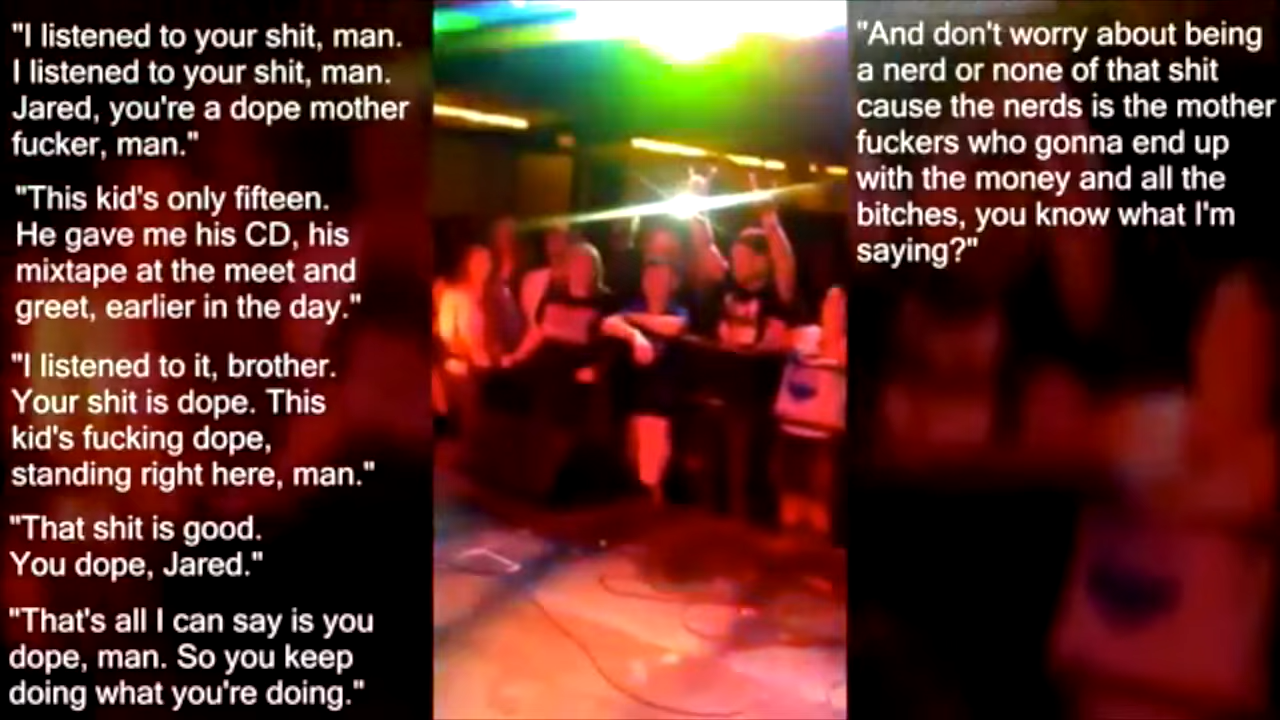 "I listened to your shit, man.
I listened to your shit, man.
Jared, you're a dope mother
fucker, man."
"This kid's only fifteen.
He gave me his CD, his
mixtape at the meet and
greet, earlier in the day."
"I listened to it, brother.
Your shit is dope. This
kid's fucking dope,
standing right here, man."
"That shit is good.
You dope, Jared."
"That's all I can say is you
dope, man. So you keep
doing what you're doing."
"And don't worry about being
a nerd or none of that shit
cause the nerds is the mother
fuckers who gonna end up
with the money and all the
bitches, you know what I'm
saying?"